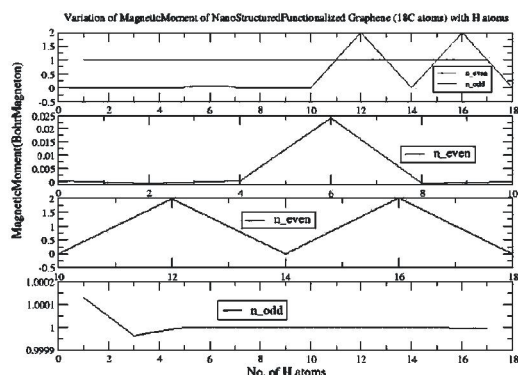 Variation of MagneticMoment of NanoStructuredFunctionalized Graphene (18C atoms) with H atoms
MagneticMoment(BohrMagneton)
2
1.5
1
0.5
0
-0.5
n_even
n_odd
0 2 4 6 8 10 12 14 16 18
0.025
0.015
0.005
0
n_even
0 2 4 6 8 10
2
1.5
1
0.5
0
-0.5
n_even
10 12 14 16 18
1.0002
1.0001
1
0.9999
n_odd
0 2 4 6 8 10 12 14 16 18
No. of H atoms